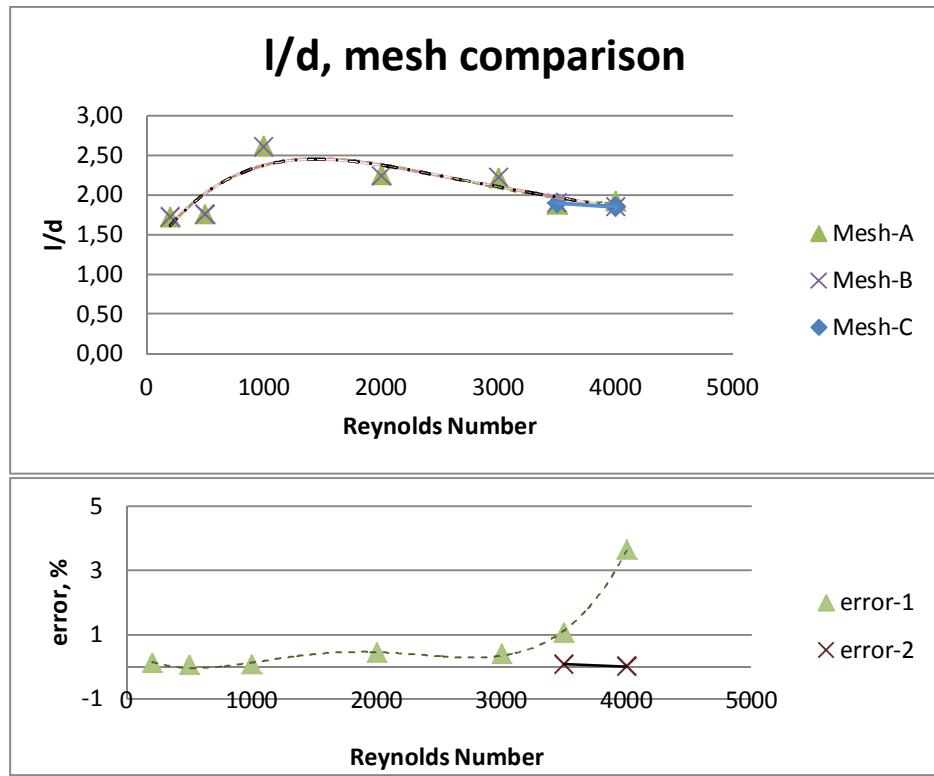 l/d, mesh comparison
3,00
2,50
2,00
1,50
1,00
0,50
0,00
l/d
0 1000 2000 3000 4000 5000
Reynolds Number
Mesh-A
Mesh-B
Mesh-C
5
3
1
-1
error, %
0 1000 2000 3000 4000 5000
Reynolds Number
error-1
error-2